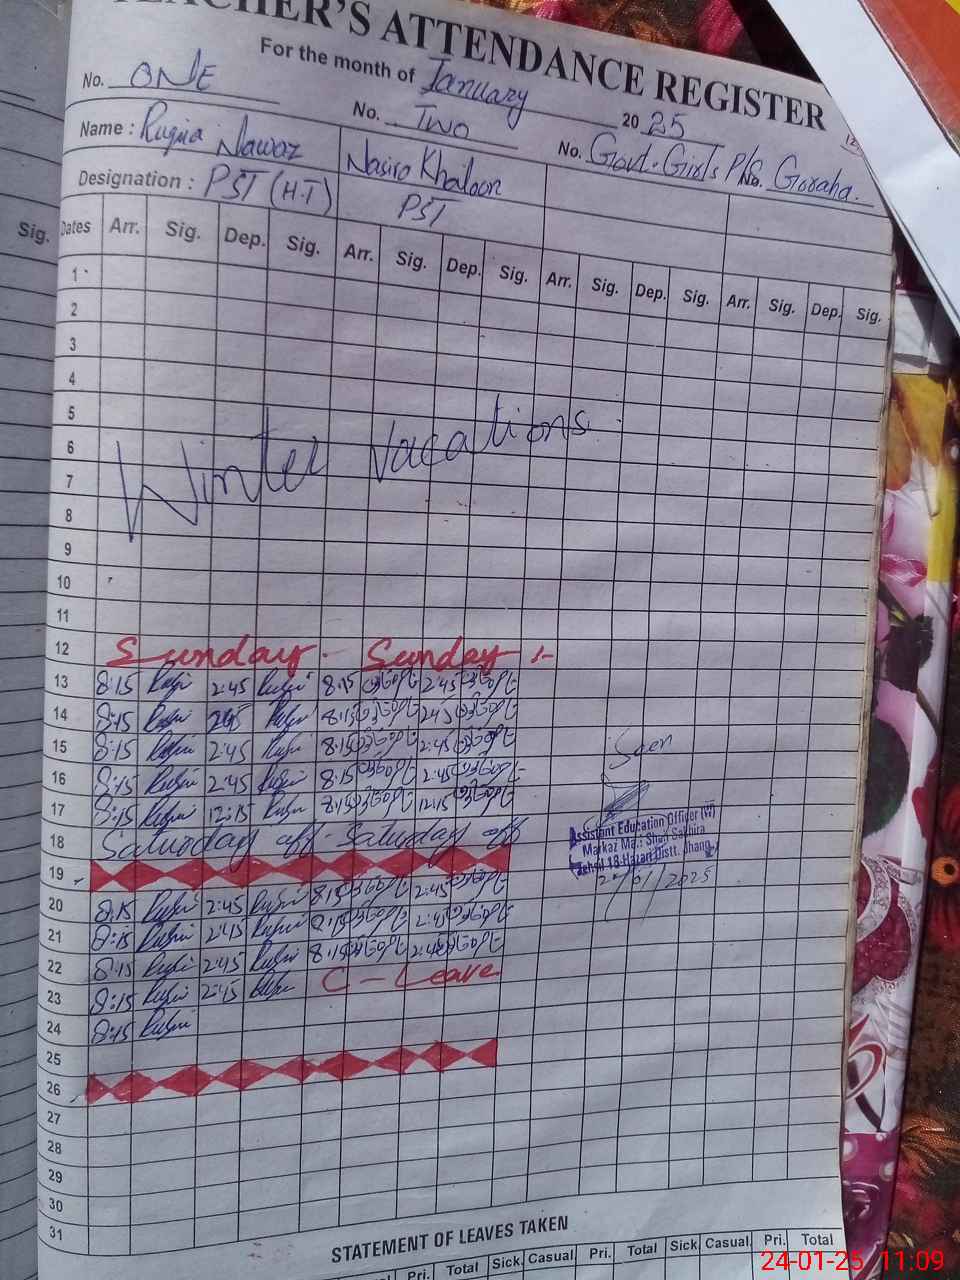 TEACHER'S ATTENDANCE REGISTER
For the month of January 2025
No. ONE No. Two No. Govt. Girls P/S. No. Goraha.
Name : Ruqia Nawaz Nasira Khatoon
Designation : PST (H.T) PST
Sig. Dates Arr. Sig. Dep. Sig. Arr. Sig. Dep. Sig. Arr. Sig. Dep. Sig. Arr. Sig. Dep. Sig.
1
2
3
4
5
6
Winter Vacations
7
8
9
10
11
12 Sunday - Sunday :-
13 8:15 2:45 8:15 2:45
14 8:15 2:45 8:15 2:45
15 8:15 2:45 8:15 2:45
16 8:15 2:45 8:15 2:45
17 8:15 12:15 8:15 12:15
18 Saturday off - Saturday off
Seen
Assistant Education Officer (W)
Tehsil 18-Hazari Distt. Jhang
/01/2025
19
20 8:15 2:45 8:15 2:45
21 8:15 2:45 8:15 2:45
22 8:15 2:45 8:15 2:45
23 8:15 2:45 C - Leave
24 8:15
25
26
27
28
29
30
31
STATEMENT OF LEAVES TAKEN
Pri. Total Sick. Casual. Pri. Total Sick. Casual. Pri. Total
24-01-25 11:09